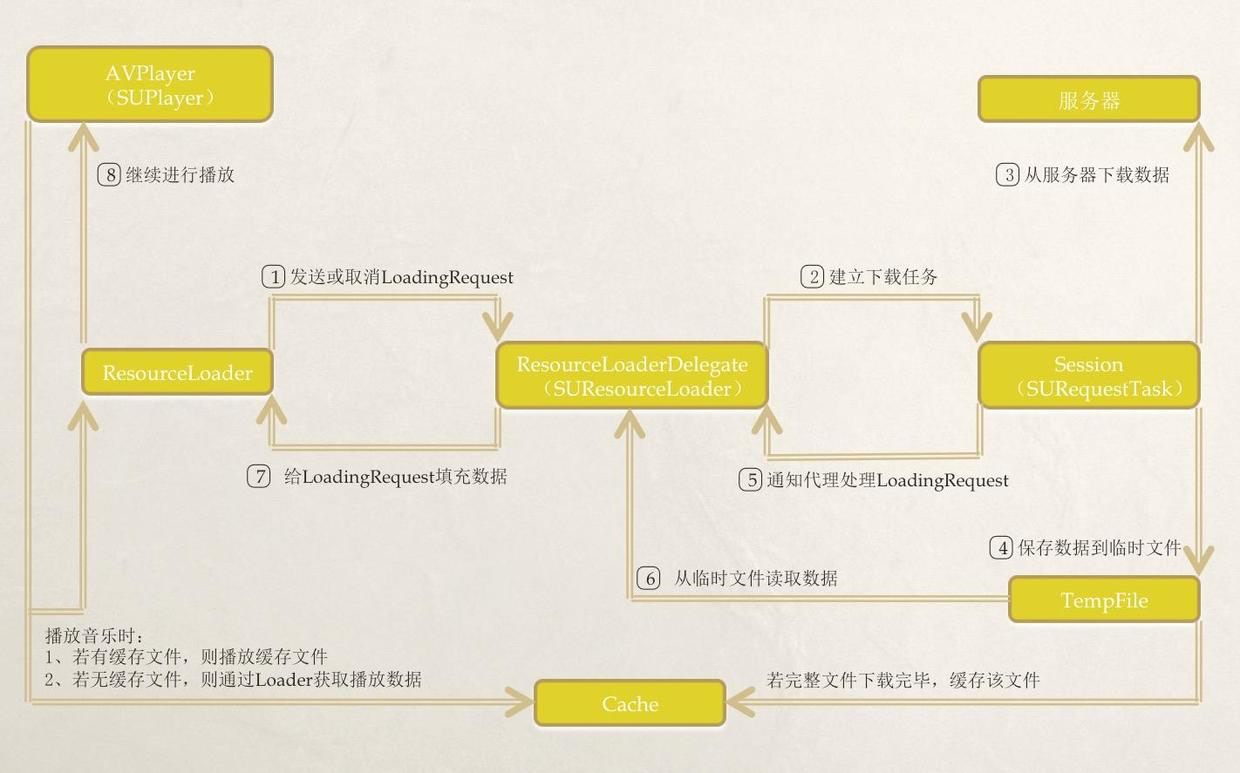 AVPlayer
（SUPlayer）
服务器
8 继续进行播放
3 从服务器下载数据
1 发送或取消LoadingRequest
2 建立下载任务
ResourceLoader
ResourceLoaderDelegate
（SUResourceLoader）
Session
（SURequestTask）
7 给LoadingRequest填充数据
5 通知代理处理LoadingRequest
4 保存数据到临时文件
6 从临时文件读取数据
TempFile
播放音乐时：
1、若有缓存文件，则播放缓存文件
2、若无缓存文件，则通过Loader获取播放数据
若完整文件下载完毕，缓存该文件
Cache